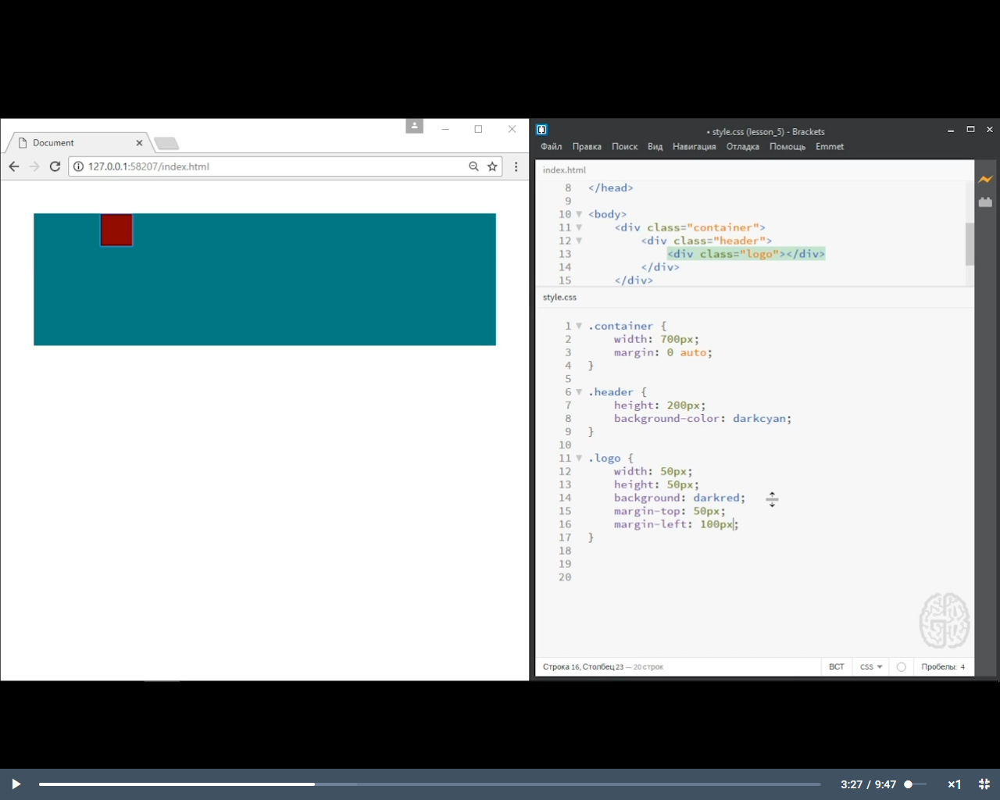 Document
127.0.0.1:58207/index.html
• style.css (lesson_5) - Brackets
Файл Правка Поиск Вид Навигация Отладка Помощь Emmet
index.html
8 </head>
9
10 <body>
11 <div class="container">
12 <div class="header">
13 <div class="logo"></div>
14 </div>
15 </div>
style.css
1 .container {
2 width: 700px;
3 margin: 0 auto;
4 }
5
6 .header {
7 height: 200px;
8 background-color: darkcyan;
9 }
10
11 .logo {
12 width: 50px;
13 height: 50px;
14 background: darkred;
15 margin-top: 50px;
16 margin-left: 100px;
17 }
18
19
20
Строка 16, Столбец 23 — 20 строк
ВСТ CSS Пробелы: 4
3:27 / 9:47 ×1